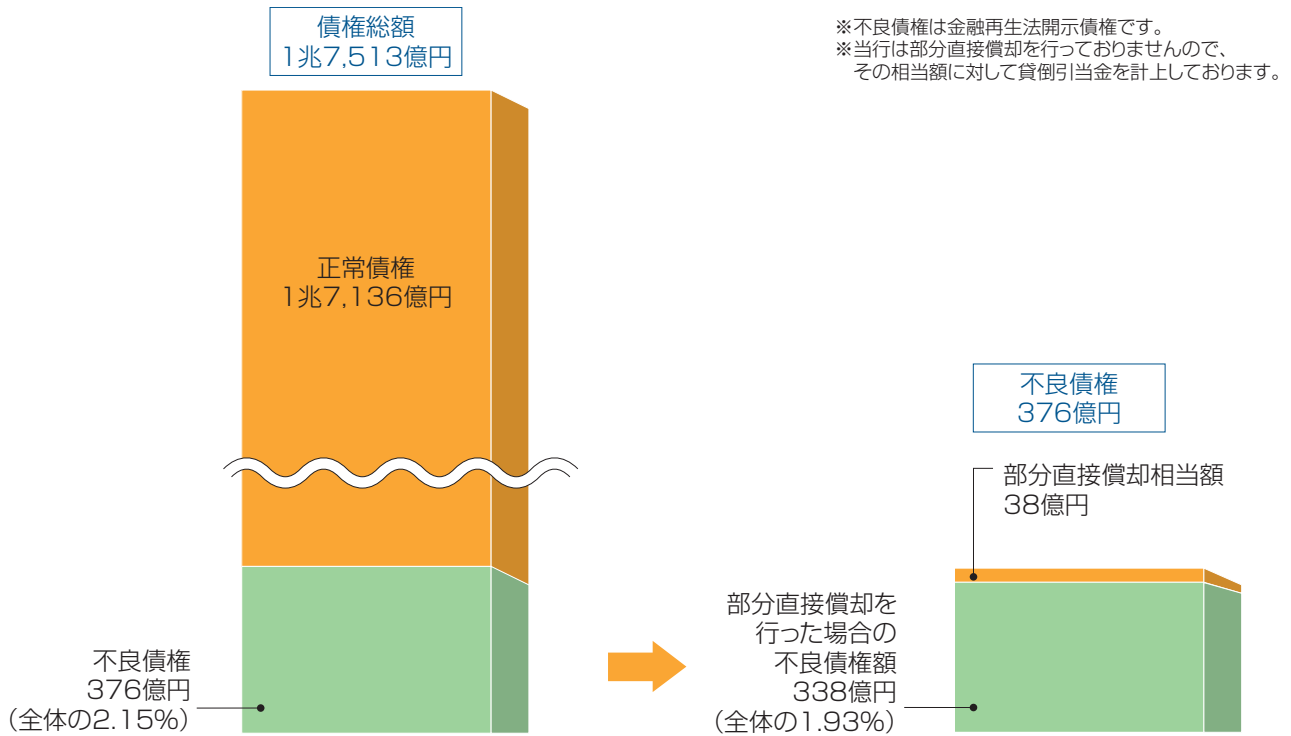 債権総額
1兆7,513億円
※不良債権は金融再生法開示債権です。
※当行は部分直接償却を行っておりませんので、
その相当額に対して貸倒引当金を計上しております。
正常債権
1兆7,136億円
不良債権
376億円
(全体の2.15%)
不良債権
376億円
部分直接償却相当額
38億円
部分直接償却を
行った場合の
不良債権額
338億円
(全体の1.93%)